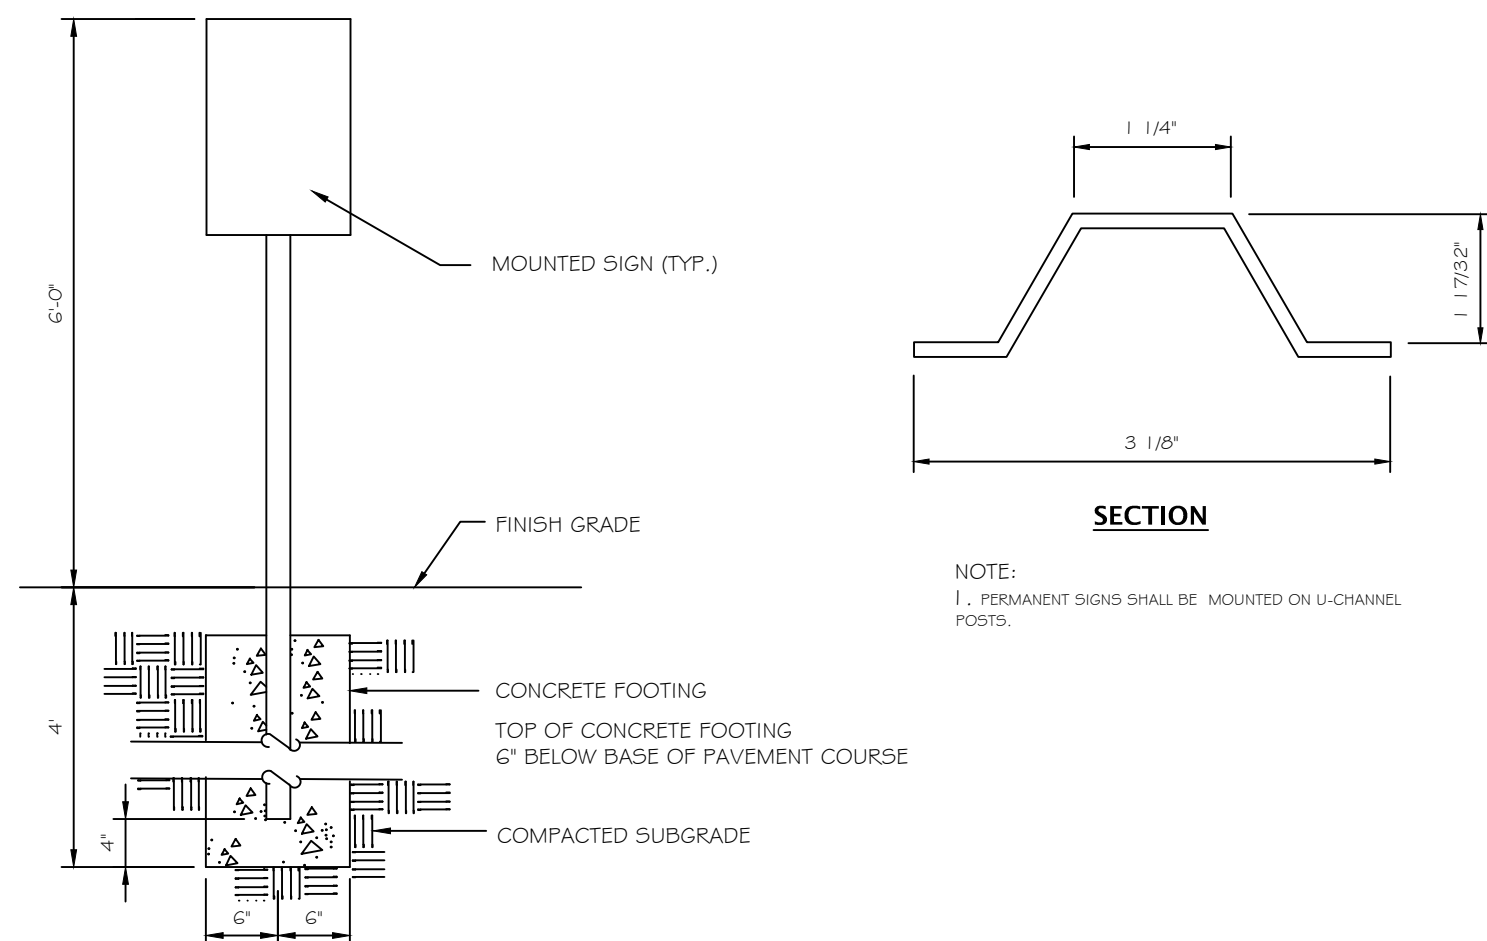 6'-0"
MOUNTED SIGN (TYP.)
FINISH GRADE
4'
CONCRETE FOOTING
TOP OF CONCRETE FOOTING
6" BELOW BASE OF PAVEMENT COURSE
COMPACTED SUBGRADE
4"
6" 6"
1 1/4"
1 17/32"
3 1/8"
SECTION
NOTE:
1. PERMANENT SIGNS SHALL BE MOUNTED ON U-CHANNEL
POSTS.